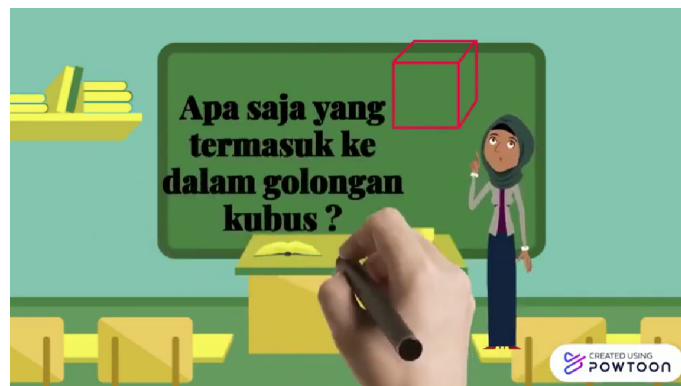 Apa saja yang
termasuk ke
dalam golongan
kubus ?
CREATED USING
POWTOON